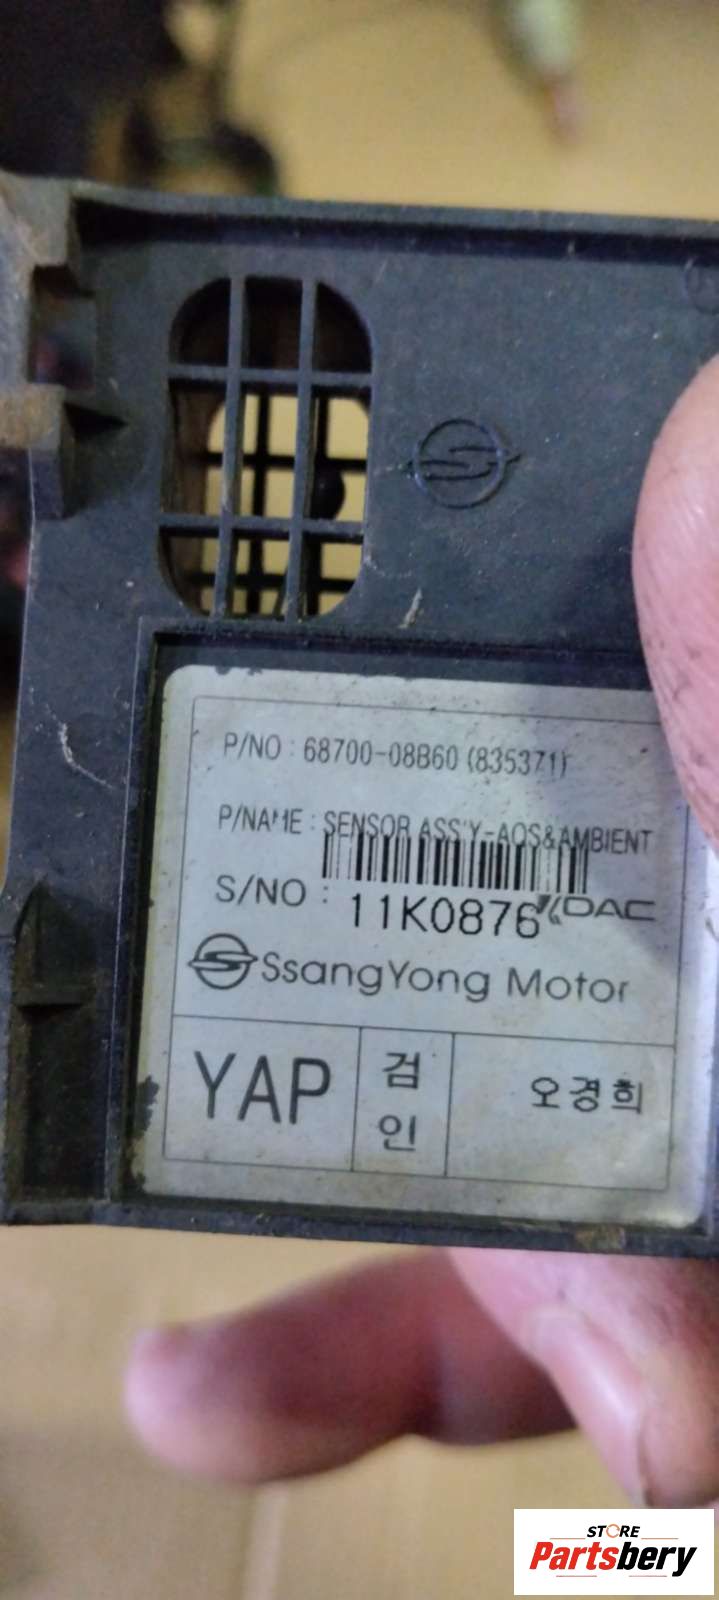 P/NO : 68700-08B60 (835371)
P/NAME : SENSOR ASS'Y-AQS&AMBIENT
S/NO : 11K0876 KDAC
SsangYong Motor
YAP 검인 오경희
STORE
Partsbery